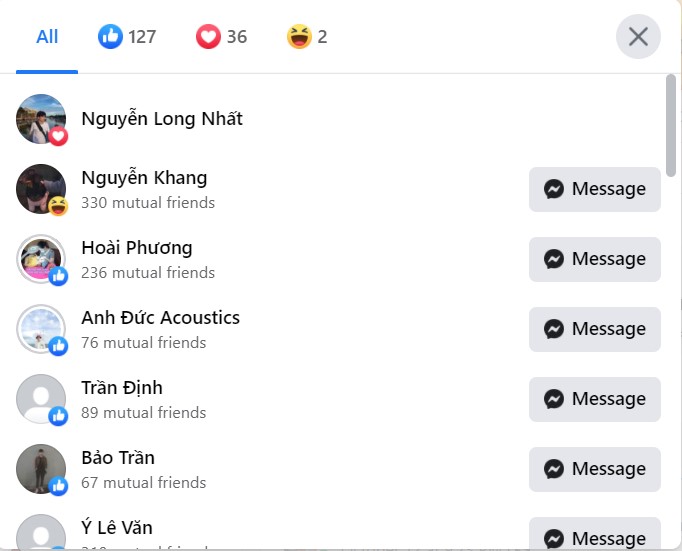 All 127 36 2
Nguyễn Long Nhất
Nguyễn Khang
330 mutual friends
Message
Hoài Phương
236 mutual friends
Message
Anh Đức Acoustics
76 mutual friends
Message
Trần Định
89 mutual friends
Message
Bảo Trần
67 mutual friends
Message
Ý Lê Văn
mutual friends
Message